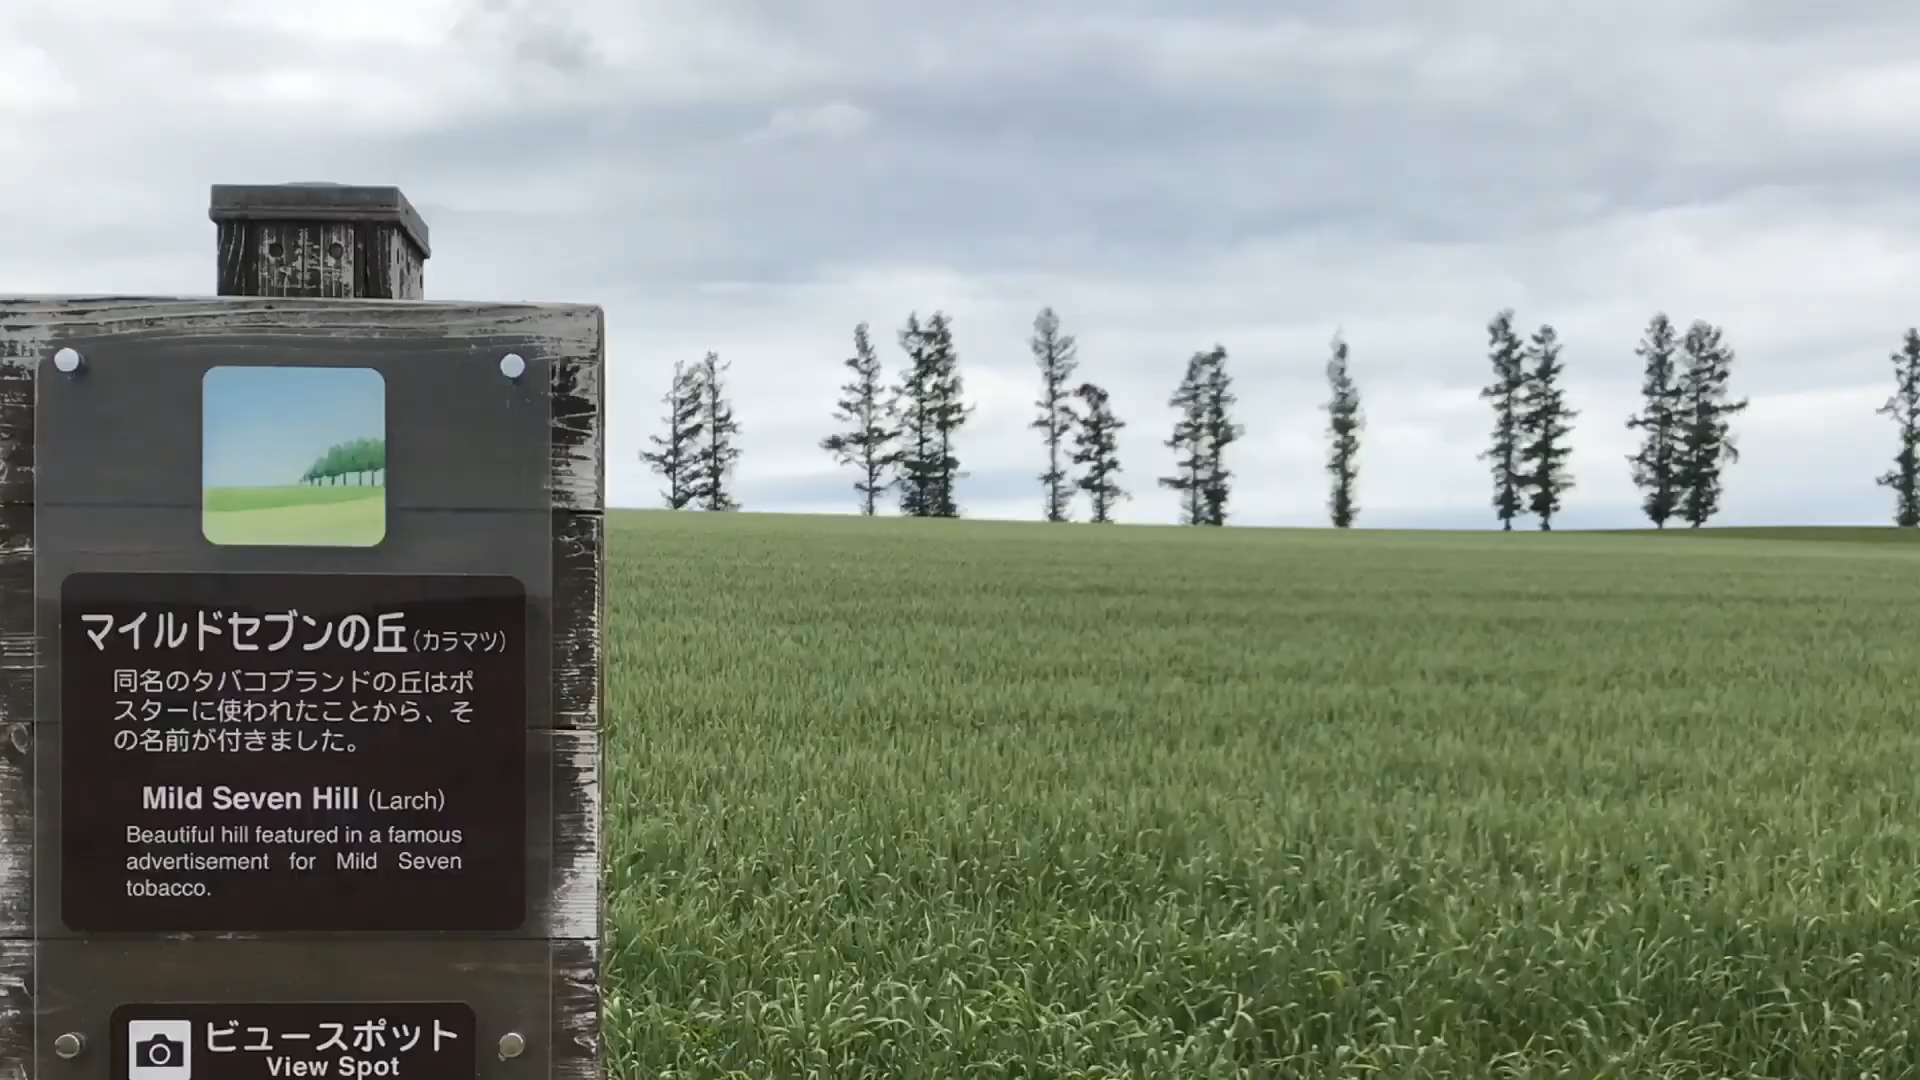 マイルドセブンの丘(カラマツ)
同名のタバコブランドの丘はポ
スターに使われたことから、そ
の名前が付きました。
Mild Seven Hill (Larch)
Beautiful hill featured in a famous
advertisement for Mild Seven
tobacco.
ビュースポット
View Spot